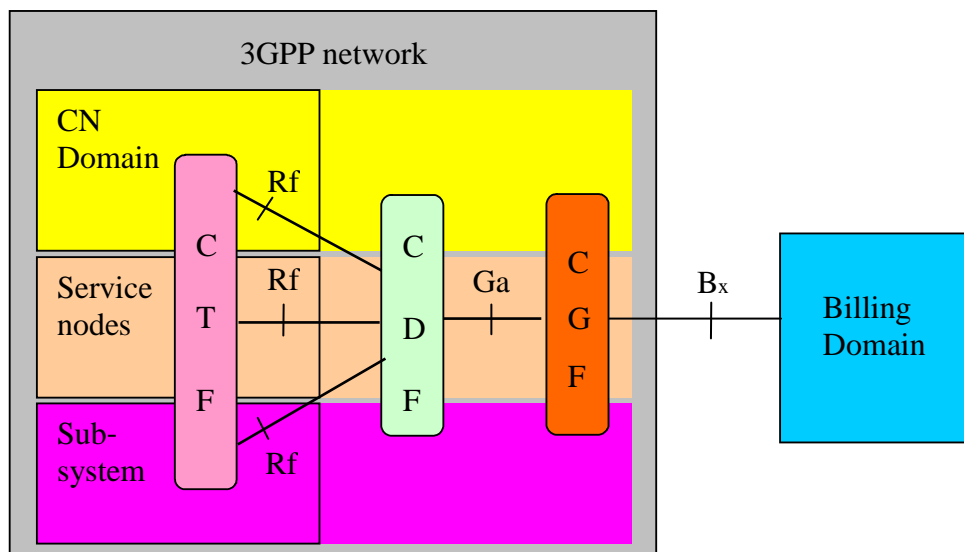 3GPP network
CN
Domain
Rf
C
T
F
Service
nodes
Rf
Sub-
system
Rf
C
D
F
Ga
C
G
F
Bx
Billing
Domain